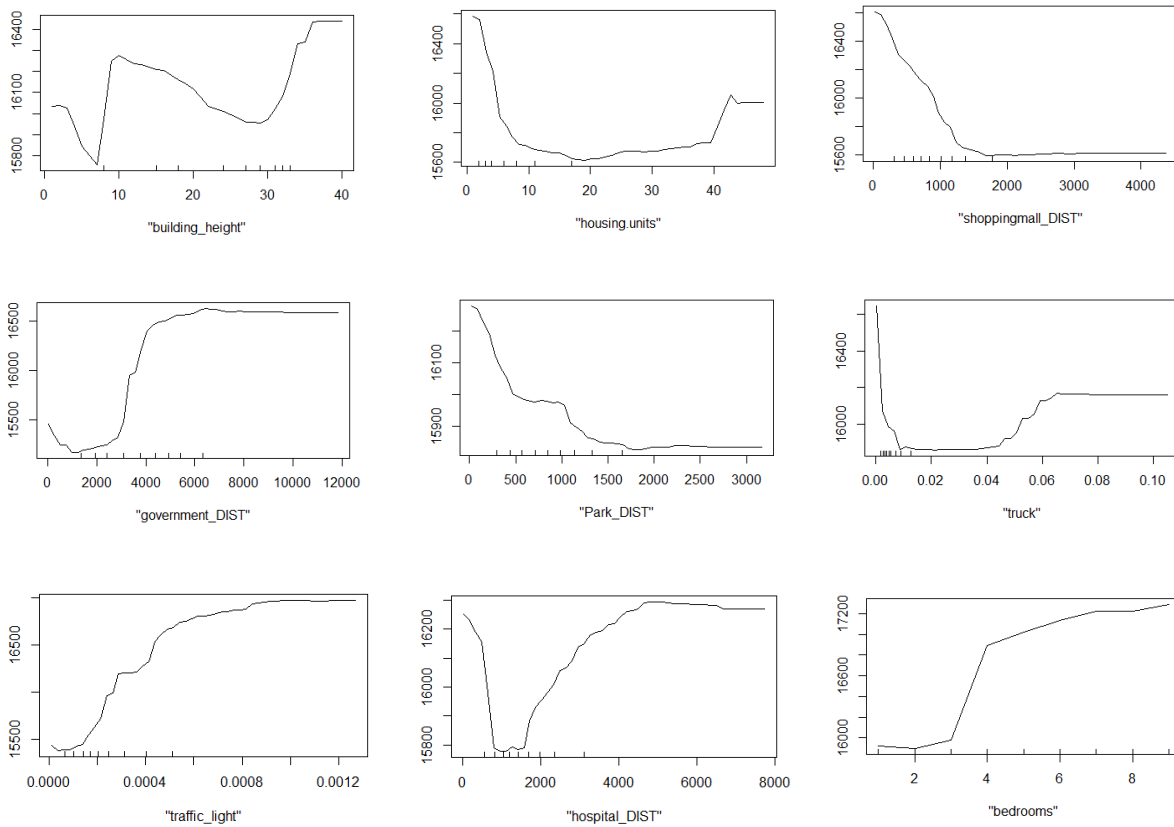 15800 16100 16400
0 10 20 30 40
"building_height"
15600 16000 16400
0 10 20 30 40
"housing.units"
15600 16000 16400
0 1000 2000 3000 4000
"shoppingmall_DIST"
15500 16000 16500
0 2000 4000 6000 8000 10000 12000
"government_DIST"
15900 16100
0 500 1000 1500 2000 2500 3000
"Park_DIST"
16000 16400
0.00 0.02 0.04 0.06 0.08 0.10
"truck"
15500 16500
0.0000 0.0004 0.0008 0.0012
"traffic_light"
15800 16000 16200
0 2000 4000 6000 8000
"hospital_DIST"
16000 16600 17200
2 4 6 8
"bedrooms"